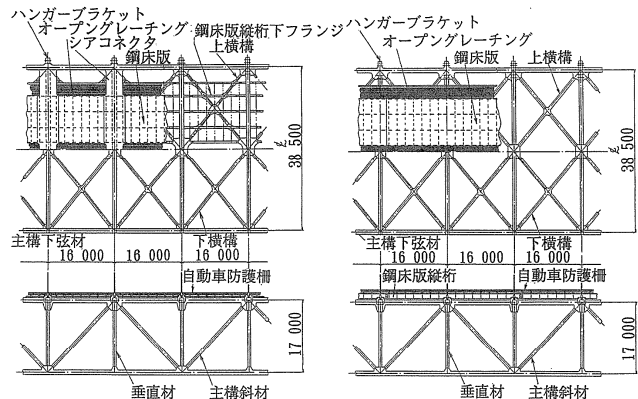 ハンガーブラケット
オープングレーチング
シアコネクタ
鋼床版縦桁下フランジ
鋼床版
上横構
℄
38 500
主構下弦材
下横構
16 000 16 000 16 000
自動車防護柵
17 000
垂直材
主構斜材
ハンガーブラケット
オープングレーチング
鋼床版
上横構
℄
38 500
主構下弦材
下横構
16 000 16 000 16 000
鋼床版縦桁
自動車防護柵
17 000
垂直材
主構斜材